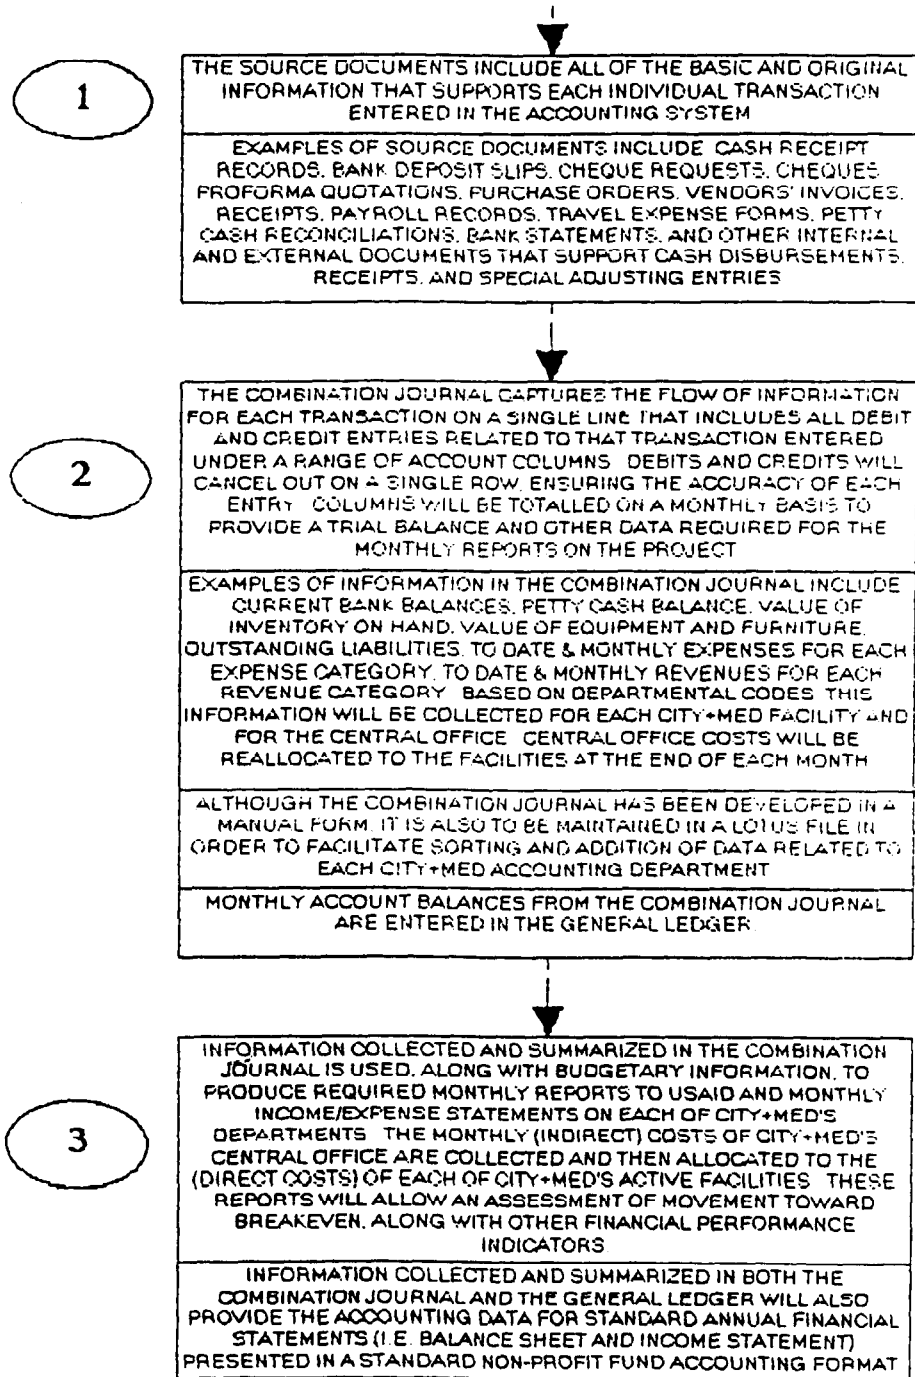 1
THE SOURCE DOCUMENTS INCLUDE ALL OF THE BASIC AND ORIGINAL
INFORMATION THAT SUPPORTS EACH INDIVIDUAL TRANSACTION
ENTERED IN THE ACCOUNTING SYSTEM
EXAMPLES OF SOURCE DOCUMENTS INCLUDE CASH RECEIPT
RECORDS, BANK DEPOSIT SLIPS, CHEQUE REQUESTS, CHEQUES
PROFORMA QUOTATIONS, PURCHASE ORDERS, VENDORS' INVOICES,
RECEIPTS, PAYROLL RECORDS, TRAVEL EXPENSE FORMS, PETTY
CASH RECONCILIATIONS, BANK STATEMENTS, AND OTHER INTERNAL
AND EXTERNAL DOCUMENTS THAT SUPPORT CASH DISBURSEMENTS,
RECEIPTS, AND SPECIAL ADJUSTING ENTRIES
2
THE COMBINATION JOURNAL CAPTURES THE FLOW OF INFORMATION
FOR EACH TRANSACTION ON A SINGLE LINE THAT INCLUDES ALL DEBIT
AND CREDIT ENTRIES RELATED TO THAT TRANSACTION ENTERED
UNDER A RANGE OF ACCOUNT COLUMNS DEBITS AND CREDITS WILL
CANCEL OUT ON A SINGLE ROW, ENSURING THE ACCURACY OF EACH
ENTRY COLUMNS WILL BE TOTALLED ON A MONTHLY BASIS TO
PROVIDE A TRIAL BALANCE AND OTHER DATA REQUIRED FOR THE
MONTHLY REPORTS ON THE PROJECT
EXAMPLES OF INFORMATION IN THE COMBINATION JOURNAL INCLUDE
CURRENT BANK BALANCES, PETTY CASH BALANCE, VALUE OF
INVENTORY ON HAND, VALUE OF EQUIPMENT AND FURNITURE,
OUTSTANDING LIABILITIES, TO DATE & MONTHLY EXPENSES FOR EACH
EXPENSE CATEGORY, TO DATE & MONTHLY REVENUES FOR EACH
REVENUE CATEGORY BASED ON DEPARTMENTAL CODES THIS
INFORMATION WILL BE COLLECTED FOR EACH CITY+MED FACILITY AND
FOR THE CENTRAL OFFICE CENTRAL OFFICE COSTS WILL BE
REALLOCATED TO THE FACILITIES AT THE END OF EACH MONTH
ALTHOUGH THE COMBINATION JOURNAL HAS BEEN DEVELOPED IN A
MANUAL FORM, IT IS ALSO TO BE MAINTAINED IN A LOTUS FILE IN
ORDER TO FACILITATE SORTING AND ADDITION OF DATA RELATED TO
EACH CITY+MED ACCOUNTING DEPARTMENT
MONTHLY ACCOUNT BALANCES FROM THE COMBINATION JOURNAL
ARE ENTERED IN THE GENERAL LEDGER
3
INFORMATION COLLECTED AND SUMMARIZED IN THE COMBINATION
JOURNAL IS USED, ALONG WITH BUDGETARY INFORMATION, TO
PRODUCE REQUIRED MONTHLY REPORTS TO USAID AND MONTHLY
INCOME/EXPENSE STATEMENTS ON EACH OF CITY+MED'S
DEPARTMENTS THE MONTHLY (INDIRECT) COSTS OF CITY+MED'S
CENTRAL OFFICE ARE COLLECTED AND THEN ALLOCATED TO THE
(DIRECT COSTS) OF EACH OF CITY+MED'S ACTIVE FACILITIES THESE
REPORTS WILL ALLOW AN ASSESSMENT OF MOVEMENT TOWARD
BREAKEVEN, ALONG WITH OTHER FINANCIAL PERFORMANCE
INDICATORS
INFORMATION COLLECTED AND SUMMARIZED IN BOTH THE
COMBINATION JOURNAL AND THE GENERAL LEDGER WILL ALSO
PROVIDE THE ACCOUNTING DATA FOR STANDARD ANNUAL FINANCIAL
STATEMENTS (I.E. BALANCE SHEET AND INCOME STATEMENT)
PRESENTED IN A STANDARD NON-PROFIT FUND ACCOUNTING FORMAT